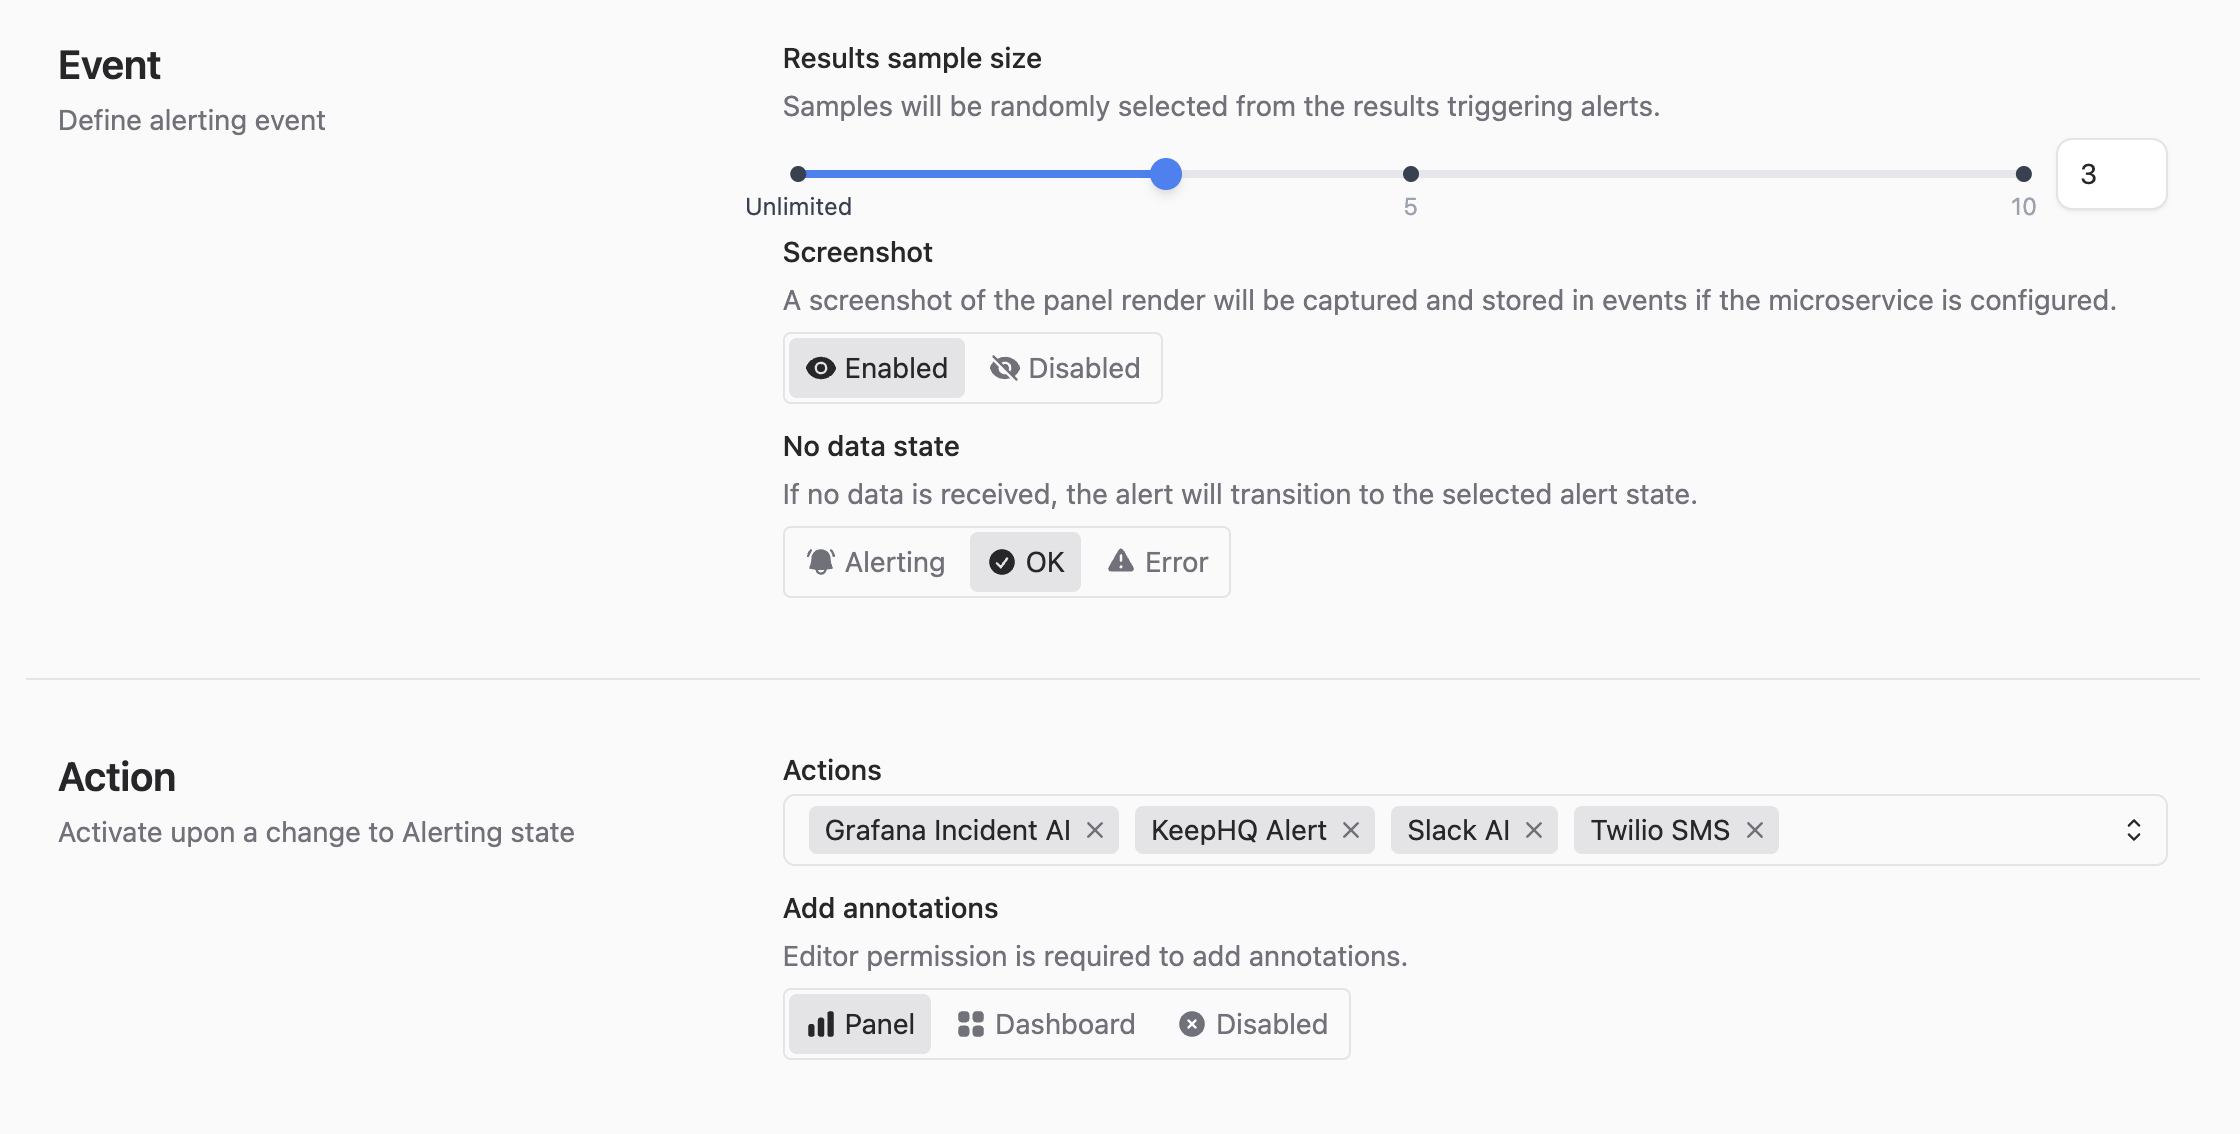 Event
Define alerting event
Results sample size
Samples will be randomly selected from the results triggering alerts.
3
Unlimited 5 10
Screenshot
A screenshot of the panel render will be captured and stored in events if the microservice is configured.
Enabled Disabled
No data state
If no data is received, the alert will transition to the selected alert state.
Alerting OK Error
Action
Activate upon a change to Alerting state
Actions
Grafana Incident AI KeepHQ Alert Slack AI Twilio SMS
Add annotations
Editor permission is required to add annotations.
Panel Dashboard Disabled